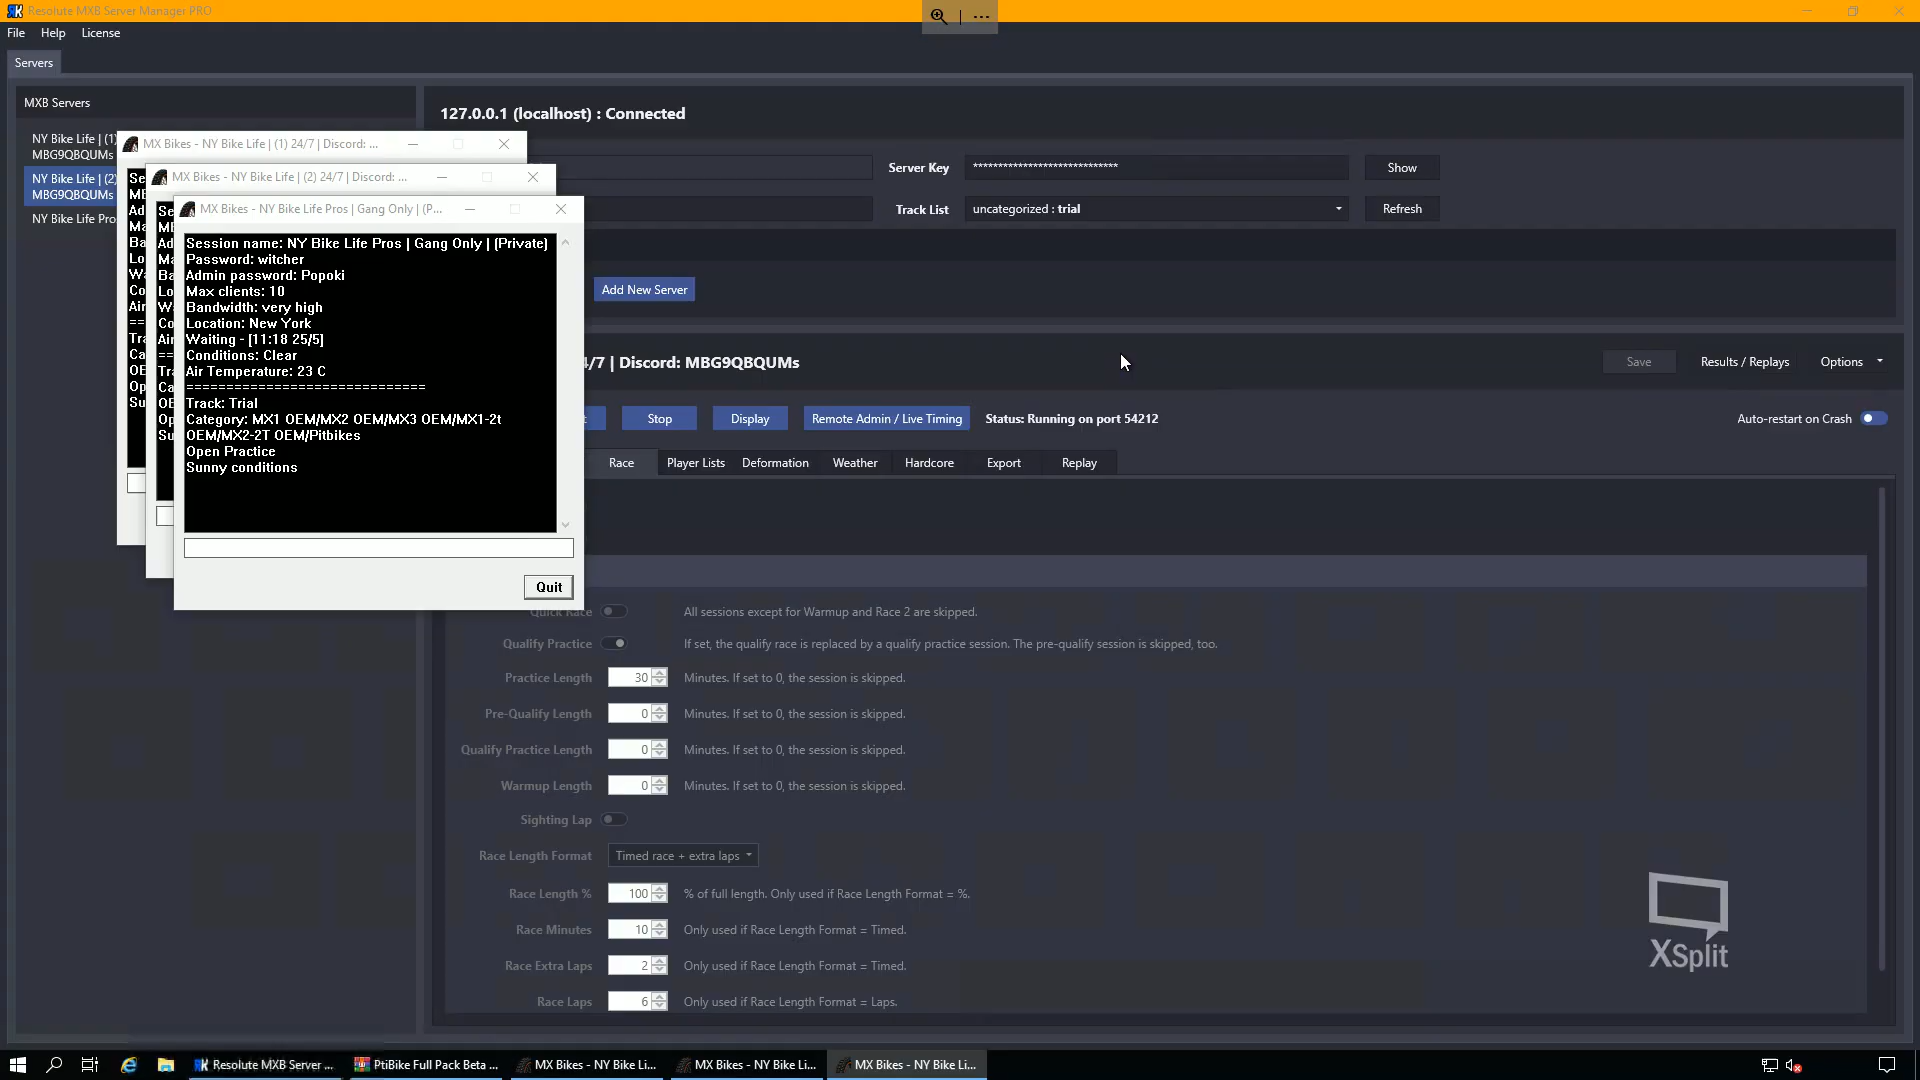 Resolute MXB Server Manager PRO
File Help License
Servers
MXB Servers
127.0.0.1 (localhost) : Connected
NY Bike Life | (1)
MBG9QBQUMs
NY Bike Life | (2)
MBG9QBQUMs
NY Bike Life Pro
Server Key ***************************** Show
Track List uncategorized : trial Refresh
MX Bikes - NY Bike Life | (1) 24/7 | Discord: ...
MX Bikes - NY Bike Life | (2) 24/7 | Discord: ...
MX Bikes - NY Bike Life Pros | Gang Only | (P...
Session name: NY Bike Life Pros | Gang Only | (Private)
Password: witcher
Admin password: Popoki
Max clients: 10
Bandwidth: very high
Location: New York
Waiting - [11:18 25/5]
Conditions: Clear
Air Temperature: 23 C
==============================
Track: Trial
Category: MX1 OEM/MX2 OEM/MX3 OEM/MX1-2t
OEM/MX2-2T OEM/Pitbikes
Open Practice
Sunny conditions
Quit
Add New Server
4/7 | Discord: MBG9QBQUMs
Save Results / Replays Options
Stop Display Remote Admin / Live Timing Status: Running on port 54212 Auto-restart on Crash
Race Player Lists Deformation Weather Hardcore Export Replay
Quick Race All sessions except for Warmup and Race 2 are skipped.
Qualify Practice If set, the qualify race is replaced by a qualify practice session. The pre-qualify session is skipped, too.
Practice Length 30 Minutes. If set to 0, the session is skipped.
Pre-Qualify Length 0 Minutes. If set to 0, the session is skipped.
Qualify Practice Length 0 Minutes. If set to 0, the session is skipped.
Warmup Length 0 Minutes. If set to 0, the session is skipped.
Sighting Lap
Race Length Format Timed race + extra laps
Race Length % 100 % of full length. Only used if Race Length Format = %.
Race Minutes 10 Only used if Race Length Format = Timed.
Race Extra Laps 2 Only used if Race Length Format = Timed.
Race Laps 6 Only used if Race Length Format = Laps.
XSplit
Resolute MXB Server ... PtiBike Full Pack Beta ... MX Bikes - NY Bike Li... MX Bikes - NY Bike Li... MX Bikes - NY Bike Li...